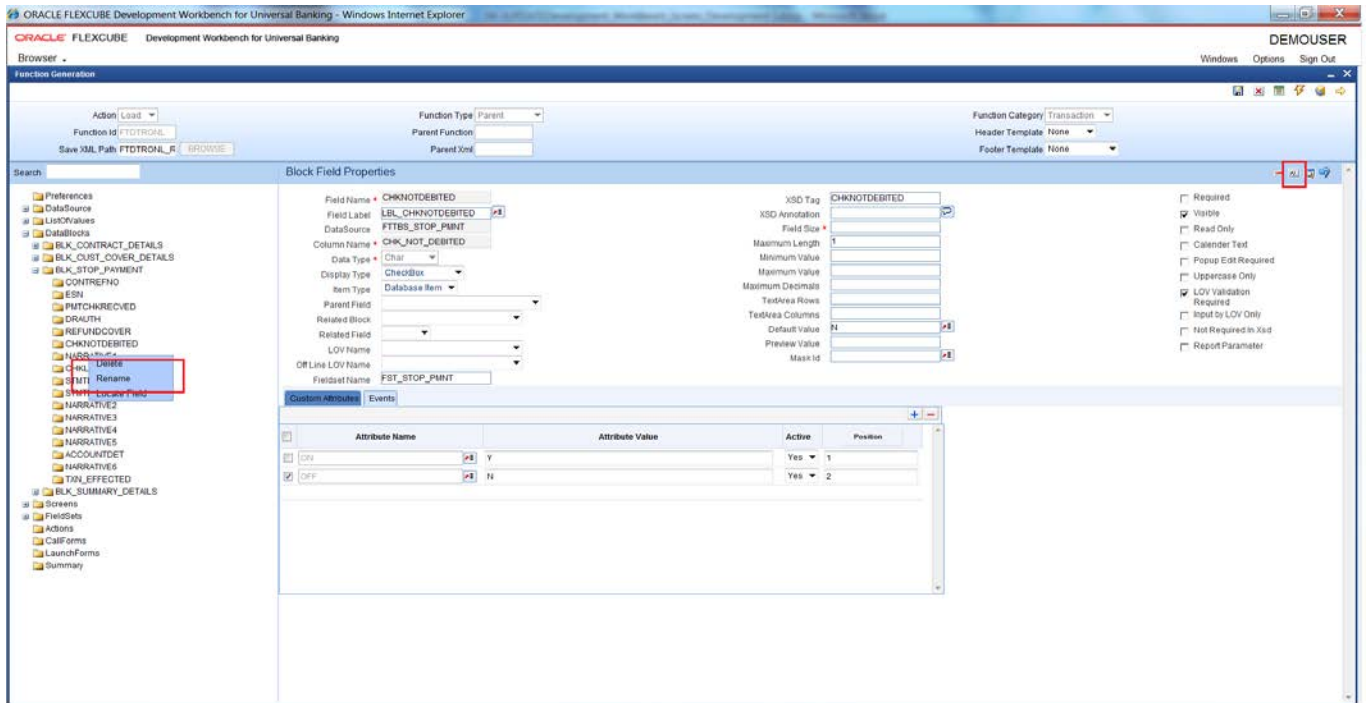 ORACLE FLEXCUBE Development Workbench for Universal Banking - Windows Internet Explorer
ORACLE FLEXCUBE Development Workbench for Universal Banking
DEMOUSER
Browser
Windows Options Sign Out
Function Generation
Action Load
Function Type Parent
Function Category Transaction
Function Id FTDTRONL
Parent Function
Header Template None
Save XML Path FTDTRONL_R BROWSE
Parent Xml
Footer Template None
Search
Block Field Properties
Preferences
DataSource
ListOfValues
DataBlocks
BLK_CONTRACT_DETAILS
BLK_CUST_COVER_DETAILS
BLK_STOP_PAYMENT
CONTREFNO
ESN
PMTCHKRECVED
DRAUTH
REFUNDCOVER
CHKNOTDEBITED
Delete
Rename
Locate Field
NARRATIVE2
NARRATIVE3
NARRATIVE4
NARRATIVE5
ACCOUNTDET
NARRATIVE6
TXN_EFFECTED
BLK_SUMMARY_DETAILS
Screens
FieldSets
Actions
CallForms
LaunchForms
Summary
Field Name * CHKNOTDEBITED
Field Label LBL_CHKNOTDEBITED
DataSource FTTBS_STOP_PMNT
Column Name * CHK_NOT_DEBITED
Data Type * Char
Display Type CheckBox
Item Type Database Item
Parent Field
Related Block
Related Field
LOV Name
Off Line LOV Name
Fieldset Name FST_STOP_PMNT
XSD Tag CHKNOTDEBITED
XSD Annotation
Field Size *
Maximum Length 1
Minimum Value
Maximum Value
Maximum Decimals
TextArea Rows
TextArea Columns
Default Value N
Preview Value
Mask Id
Required
Visible
Read Only
Calender Text
Popup Edit Required
Uppercase Only
LOV Validation Required
Input by LOV Only
Not Required In Xsd
Report Parameter
Custom Attributes Events
Attribute Name Attribute Value Active Position
ON Y Yes 1
OFF N Yes 2